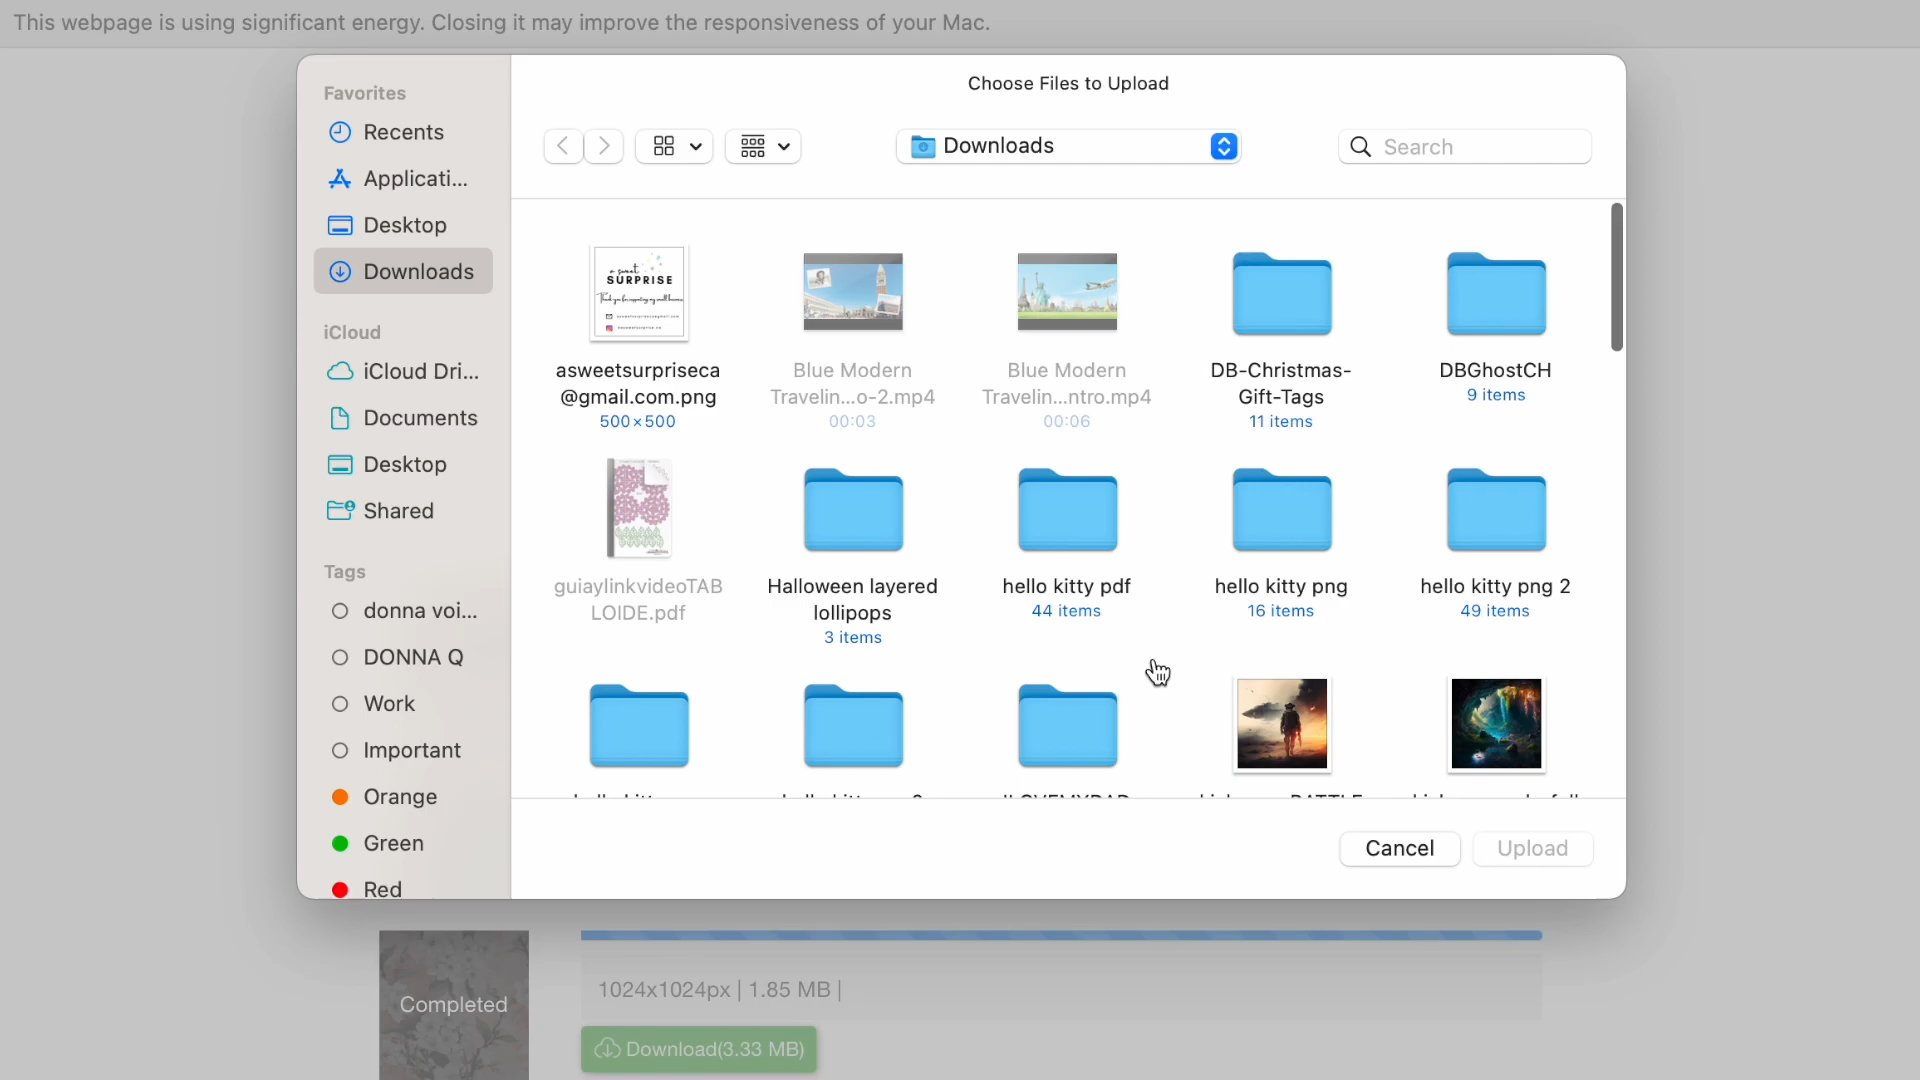 This webpage is using significant energy. Closing it may improve the responsiveness of your Mac.
Choose Files to Upload
Favorites
Recents
Applicati...
Desktop
Downloads
iCloud
iCloud Dri...
Documents
Desktop
Shared
Tags
donna voi...
DONNA Q
Work
Important
Orange
Green
Red
Downloads
Search
a sweet
SURPRISE
asweetsurpriseca
@gmail.com.png
500×500
Blue Modern
Travelin...o-2.mp4
00:03
Blue Modern
Travelin...ntro.mp4
00:06
DB-Christmas-
Gift-Tags
11 items
DBGhostCH
9 items
guiaylinkvideoTAB
LOIDE.pdf
Halloween layered
lollipops
3 items
hello kitty pdf
44 items
hello kitty png
16 items
hello kitty png 2
49 items
Cancel
Upload
Completed
1024x1024px | 1.85 MB |
Download(3.33 MB)